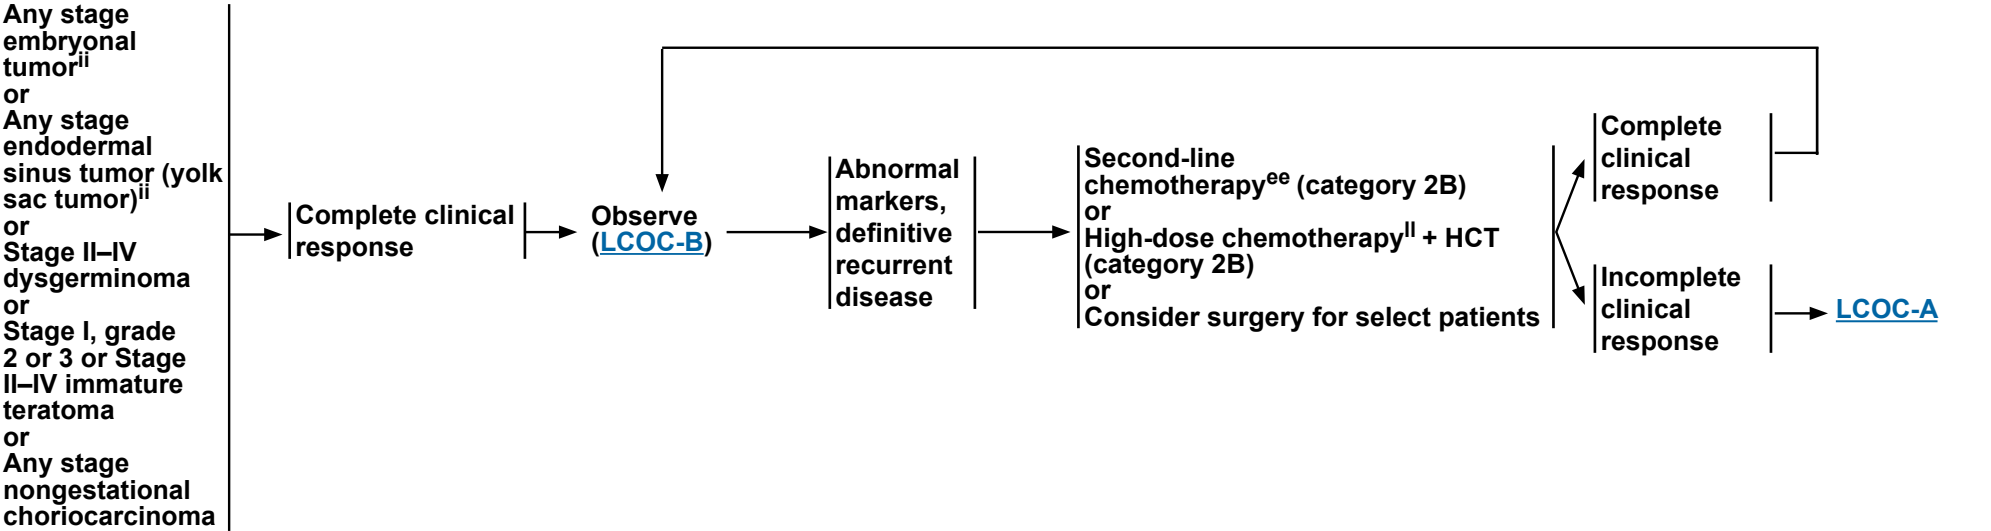 Any stage
embryonal
tumorii
or
Any stage
endodermal
sinus tumor (yolk
sac tumor)ii
or
Stage II–IV
dysgerminoma
or
Stage I, grade
2 or 3 or Stage
II–IV immature
teratoma
or
Any stage
nongestational
choriocarcinoma
Complete clinical
response
Observe
(LCOC-B)
Abnormal
markers,
definitive
recurrent
disease
Second-line
chemotherapyee (category 2B)
or
High-dose chemotherapyll + HCT
(category 2B)
or
Consider surgery for select patients
Complete
clinical
response
Incomplete
clinical
response
LCOC-A